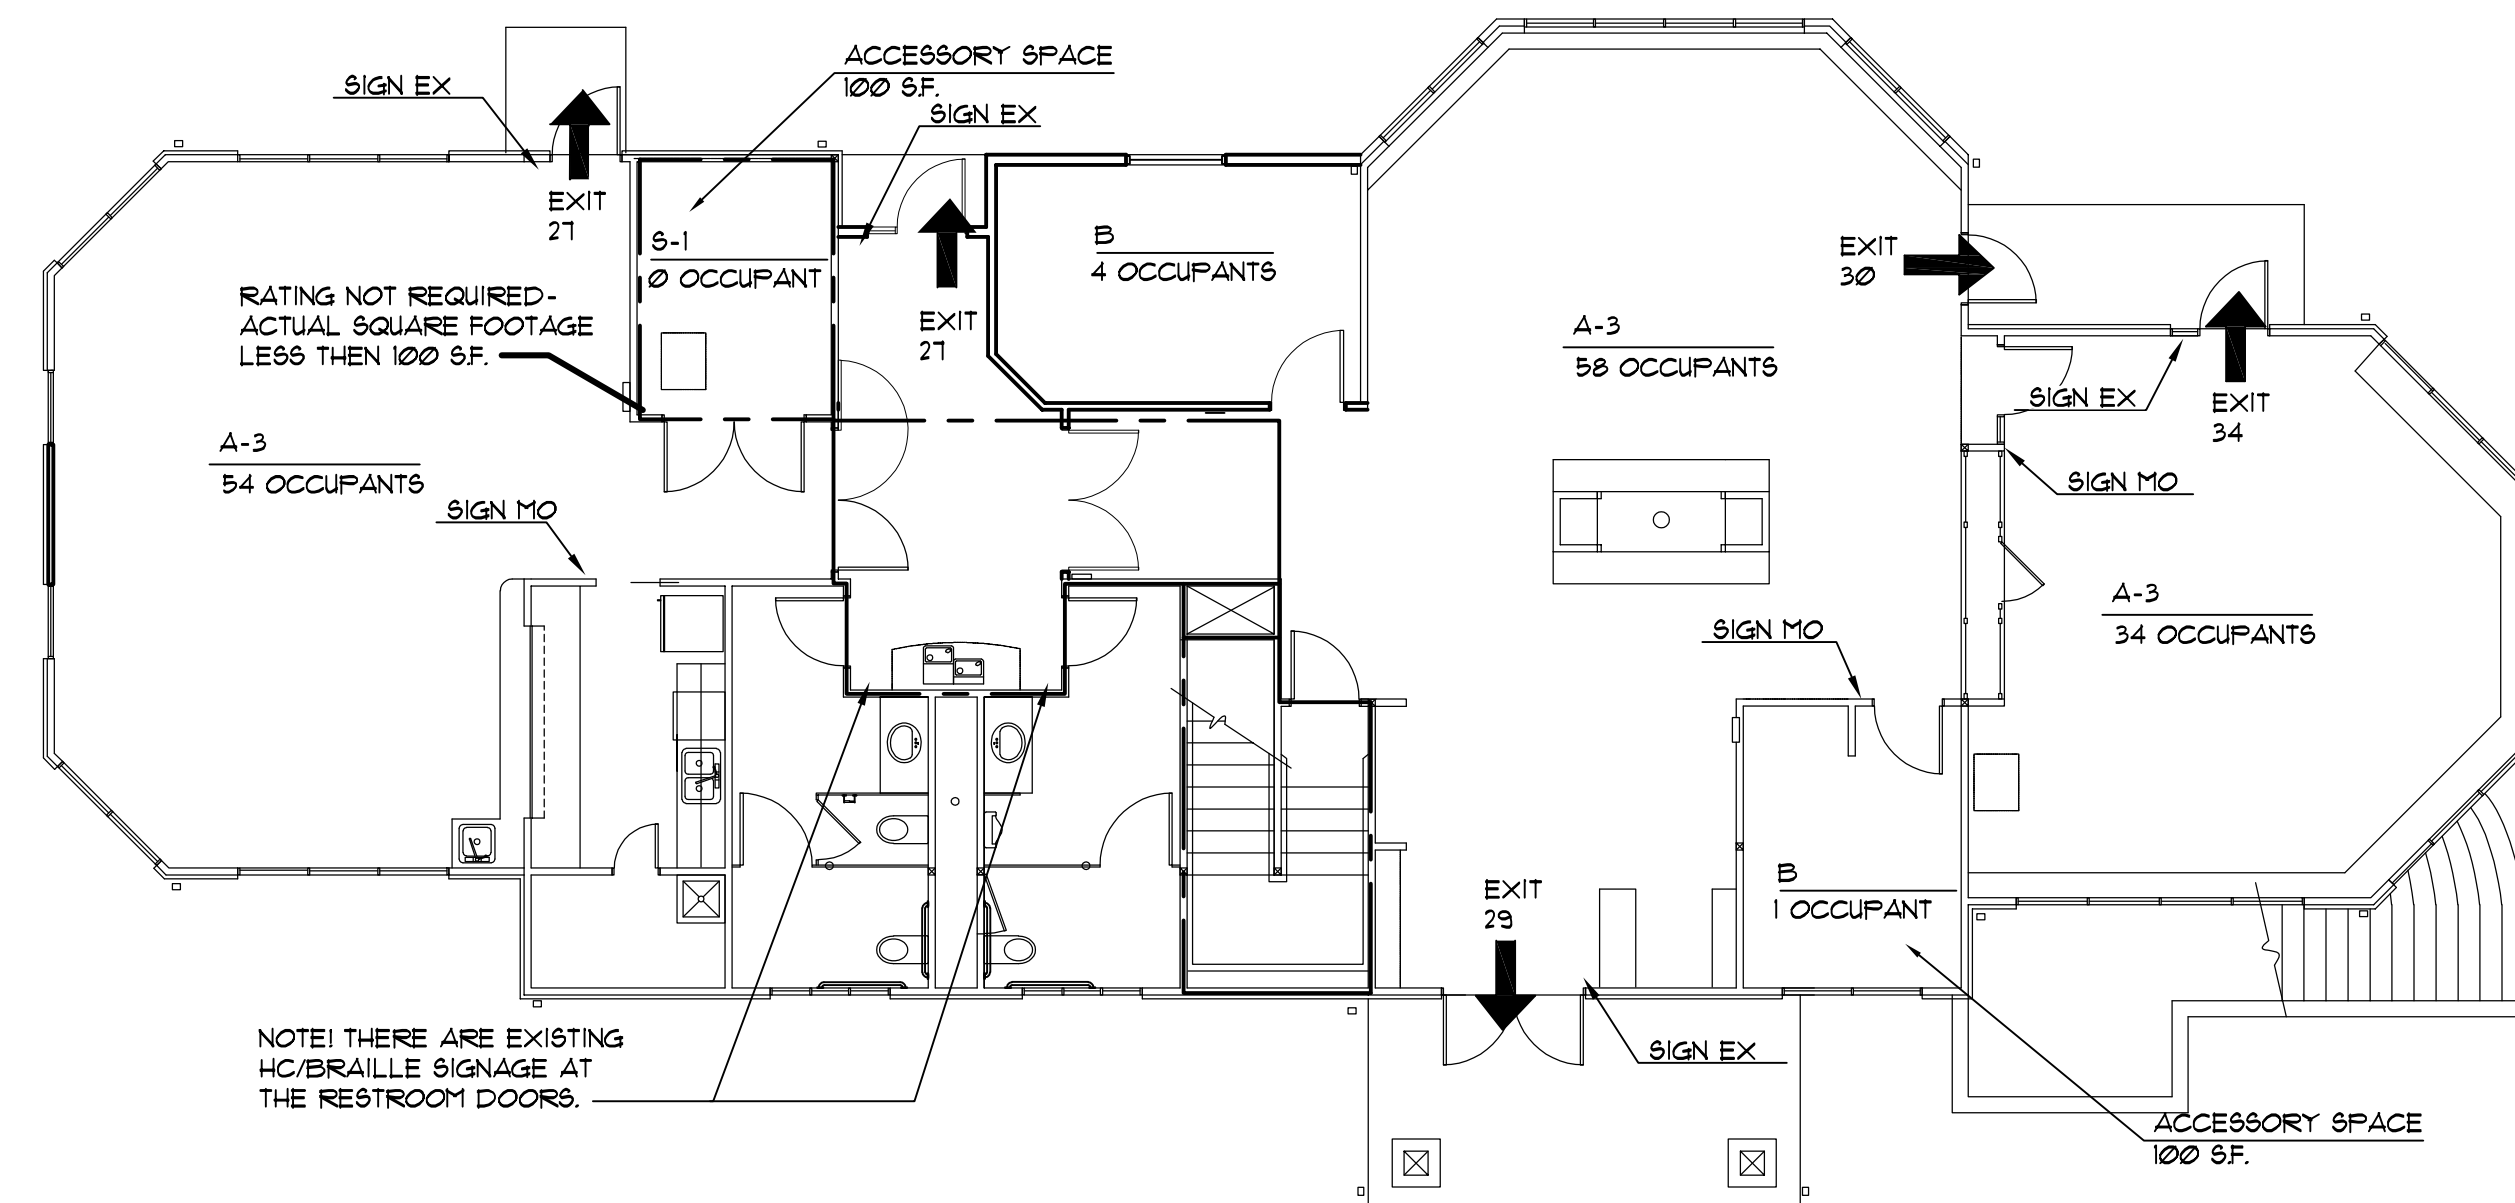 SIGN EX
ACCESSORY SPACE
100 S.F.
SIGN EX
EXIT
27
S-1
0 OCCUPANT
B
4 OCCUPANTS
EXIT
30
RATING NOT REQUIRED-
ACTUAL SQUARE FOOTAGE
LESS THEN 100 S.F.
EXIT
27
A-3
58 OCCUPANTS
SIGN EX
EXIT
34
A-3
54 OCCUPANTS
SIGN MO
SIGN MO
A-3
34 OCCUPANTS
SIGN MO
B
1 OCCUPANT
EXIT
29
NOTE! THERE ARE EXISTING
HC/BRAILLE SIGNAGE AT
THE RESTROOM DOORS.
SIGN EX
ACCESSORY SPACE
100 S.F.